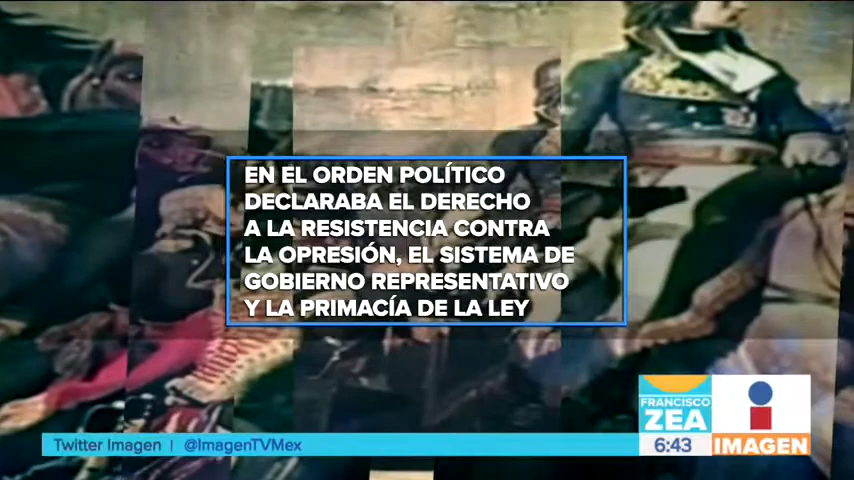 EN EL ORDEN POLÍTICO
DECLARABA EL DERECHO
A LA RESISTENCIA CONTRA
LA OPRESIÓN, EL SISTEMA DE
GOBIERNO REPRESENTATIVO
Y LA PRIMACÍA DE LA LEY
FRANCISCO
ZEA
6:43
IMAGEN
Twitter Imagen | @ImagenTVMex